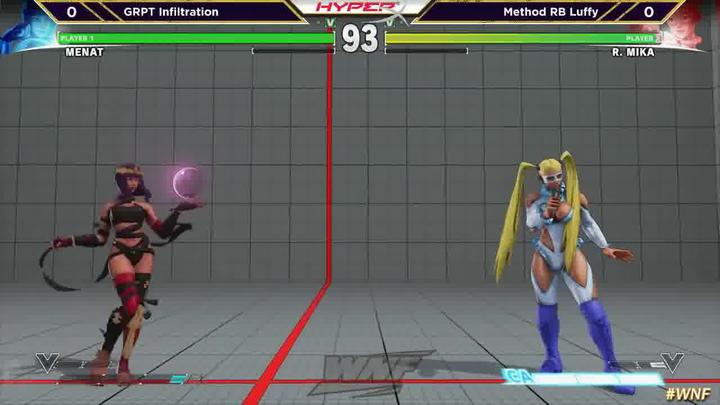 0 GRPT Infiltration HYPER Method RB Luffy 0
PLAYER 1 93 PLAYER
MENAT R. MIKA
V V
WNF CA
#WNF